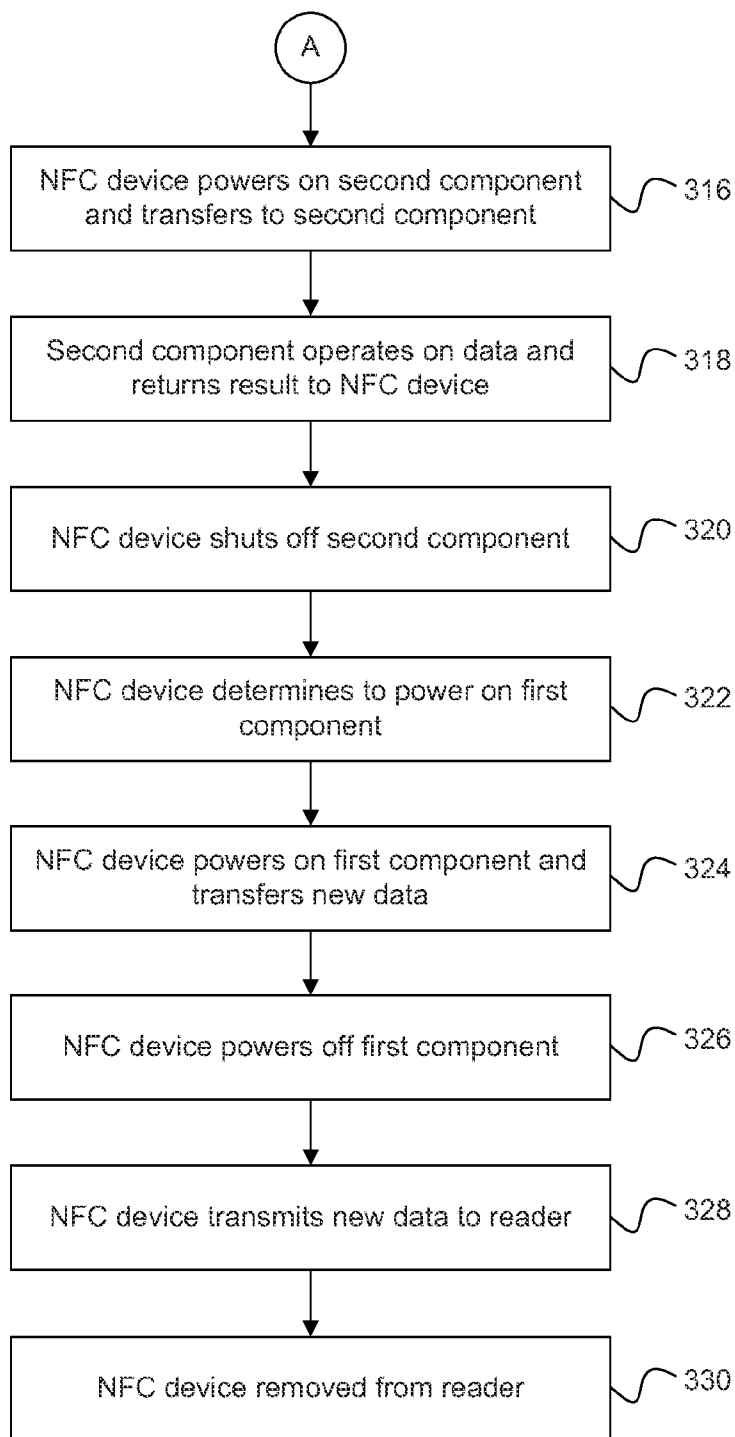 A
NFC device powers on second component
and transfers to second component
316
Second component operates on data and
returns result to NFC device
318
NFC device shuts off second component
320
NFC device determines to power on first
component
322
NFC device powers on first component and
transfers new data
324
NFC device powers off first component
326
NFC device transmits new data to reader
328
NFC device removed from reader
330